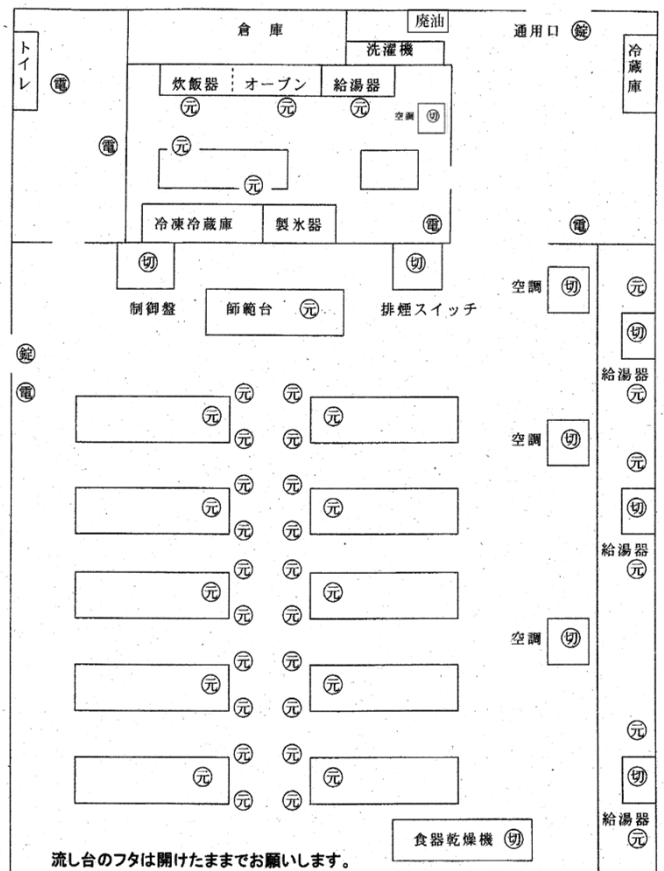 倉 庫
廃油
通用口 錠
トイレ
電
洗濯機
冷蔵庫
炊飯器 オーブン 給湯器
元 元 元
空調 切
電
元
元
冷凍冷蔵庫 製氷器
電
電
切
切
制御盤
師範台 元
排煙スイッチ
空調 切
元
切
給湯器
元
錠
電
元 元
元 元
元 元
空調 切
元
元 元
元 元
元 元
切
給湯器
元
元 元
元 元
元 元
空調 切
元 元
元 元
元 元
元
元 元
元 元
元 元
切
給湯器
元
食器乾燥機 切
流し台のフタは開けたままでお願いします。